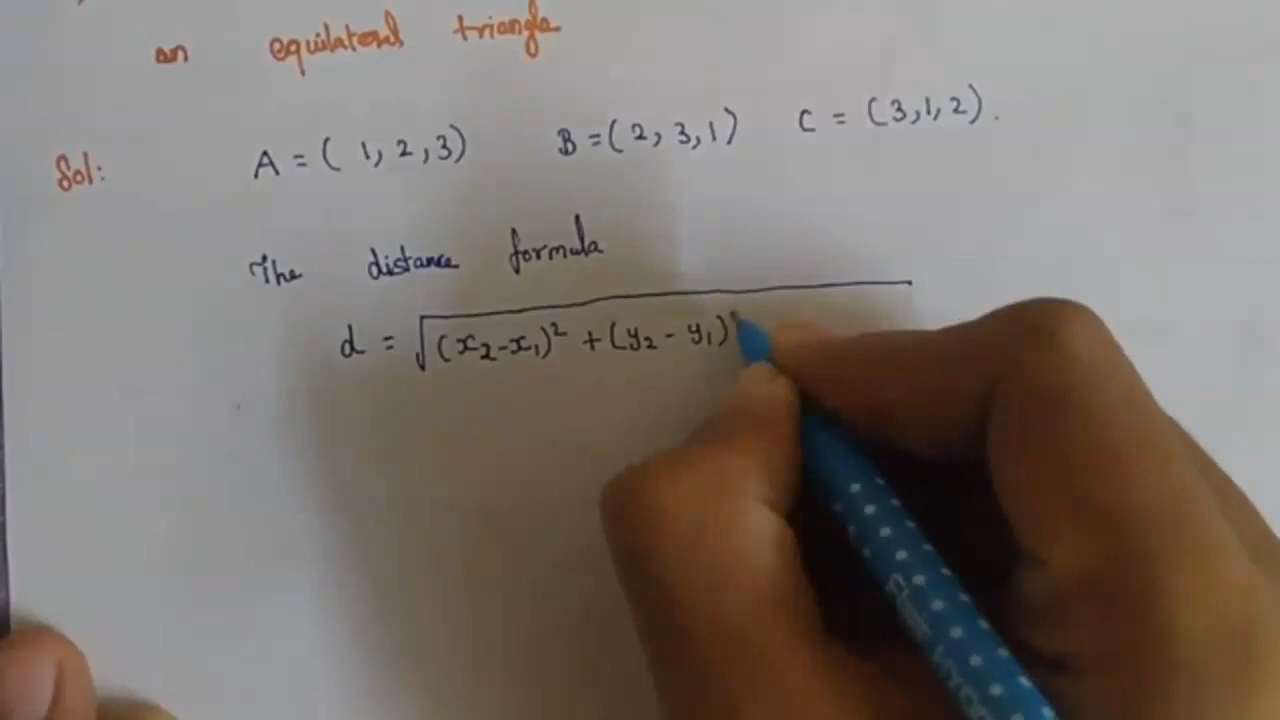 an equilateral triangle
Sol: A = ( 1, 2, 3) B = ( 2, 3, 1) C = (3, 1, 2).
The distance formula
d = √(x₂-x₁)² + (y₂ - y₁)